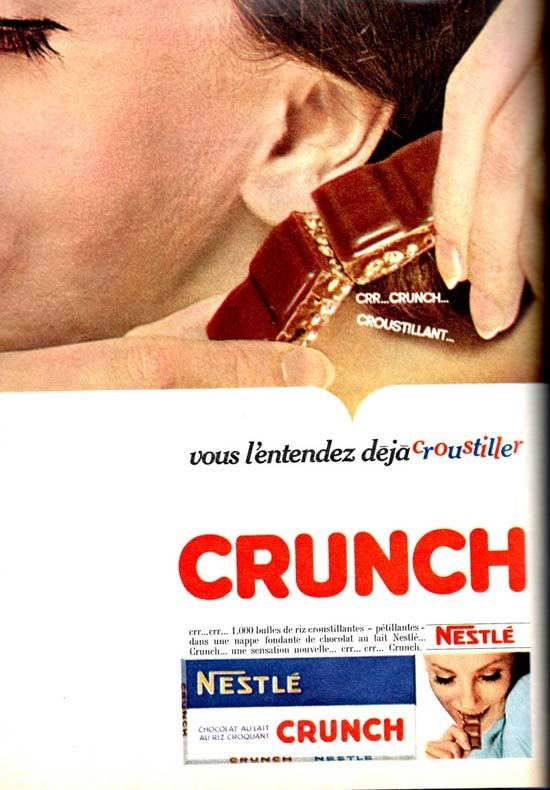 CRR...CRUNCH...
CROUSTILLANT...
vous l'entendez déjà croustiller
CRUNCH
crr...crr... 1.000 bulles de riz croustillantes - pétillantes -
dans une nappe fondante de chocolat au lait Nestlé...
Crunch... une sensation nouvelle... crr... crr... Crunch.
NESTLÉ
CRUNCH
NESTLÉ
CHOCOLAT AU LAIT
AU RIZ CROQUANT
CRUNCH
CRUNCH NESTLE